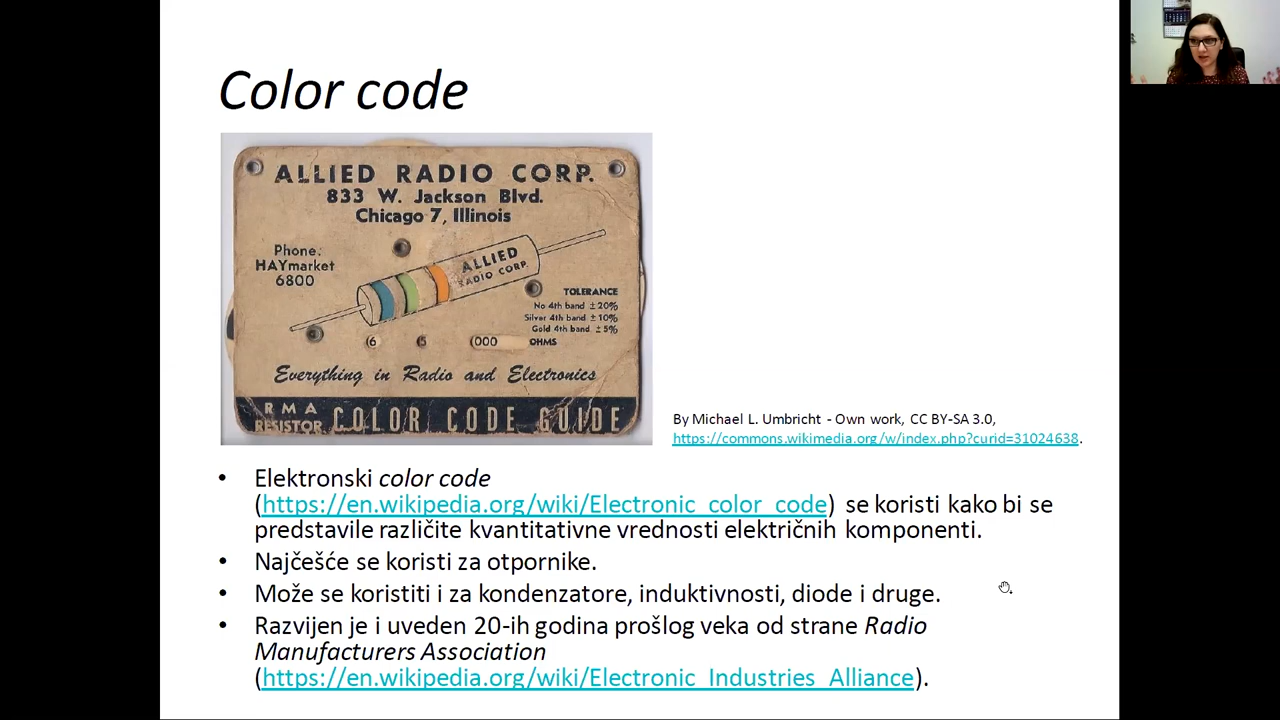 Color code
ALLIED RADIO CORP.
833 W. Jackson Blvd.
Chicago 7, Illinois
Phone:
HAYmarket
6800
ALLIED
RADIO CORP.
TOLERANCE
No 4th band ±20%
Silver 4th band ±10%
Gold 4th band ±5%
6 5 000 OHMS
Everything in Radio and Electronics
RMA
RESISTOR COLOR CODE GUIDE
By Michael L. Umbricht - Own work, CC BY-SA 3.0,
https://commons.wikimedia.org/w/index.php?curid=31024638.
• Elektronski color code
(https://en.wikipedia.org/wiki/Electronic_color_code) se koristi kako bi se
predstavile različite kvantitativne vrednosti električnih komponenti.
• Najčešće se koristi za otpornike.
• Može se koristiti i za kondenzatore, induktivnosti, diode i druge.
• Razvijen je i uveden 20-ih godina prošlog veka od strane Radio
Manufacturers Association
(https://en.wikipedia.org/wiki/Electronic_Industries_Alliance).